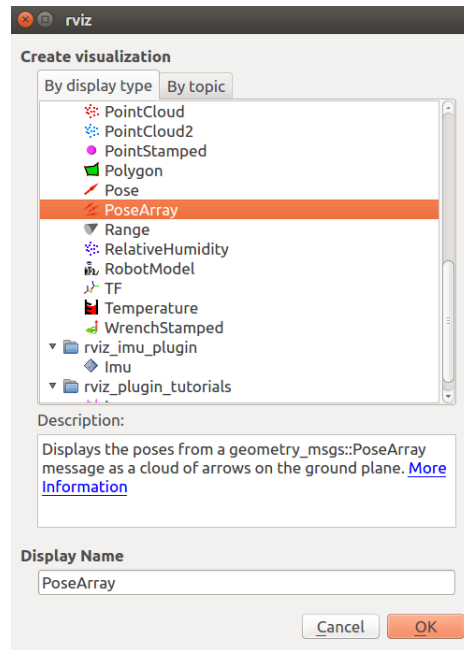 rviz
Create visualization
By display type By topic
PointCloud
PointCloud2
PointStamped
Polygon
Pose
PoseArray
Range
RelativeHumidity
RobotModel
TF
Temperature
WrenchStamped
rviz_imu_plugin
Imu
rviz_plugin_tutorials
Description:
Displays the poses from a geometry_msgs::PoseArray
message as a cloud of arrows on the ground plane. More
Information
Display Name
PoseArray
Cancel OK